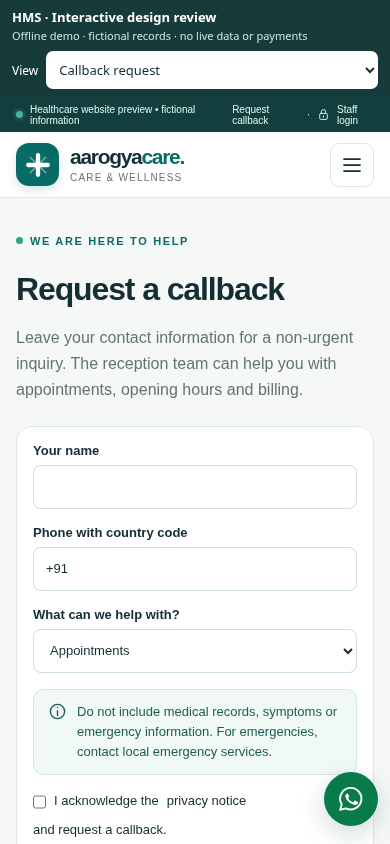 HMS · Interactive design review
Offline demo · fictional records · no live data or payments
View Callback request
Healthcare website preview • fictional information
Request callback · Staff login
aarogyacare.
CARE & WELLNESS
WE ARE HERE TO HELP
Request a callback
Leave your contact information for a non-urgent
inquiry. The reception team can help you with
appointments, opening hours and billing.
Your name
Phone with country code
+91
What can we help with?
Appointments
Do not include medical records, symptoms or
emergency information. For emergencies,
contact local emergency services.
I acknowledge the privacy notice
and request a callback.